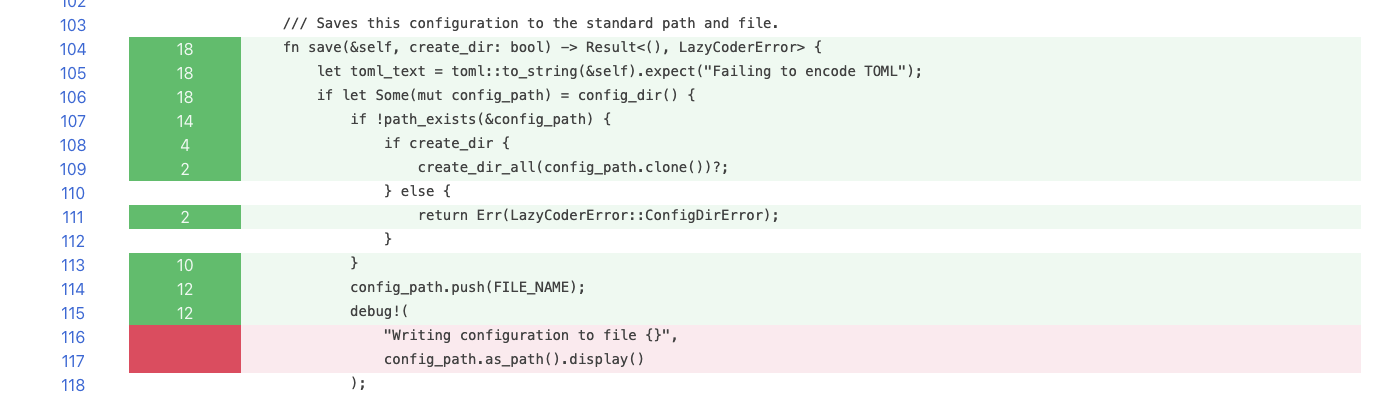 102
103 /// Saves this configuration to the standard path and file.
104 18 fn save(&self, create_dir: bool) -> Result<(), LazyCoderError> {
105 18 let toml_text = toml::to_string(&self).expect("Failing to encode TOML");
106 18 if let Some(mut config_path) = config_dir() {
107 14 if !path_exists(&config_path) {
108 4 if create_dir {
109 2 create_dir_all(config_path.clone())?;
110 } else {
111 2 return Err(LazyCoderError::ConfigDirError);
112 }
113 10 }
114 12 config_path.push(FILE_NAME);
115 12 debug!(
116 "Writing configuration to file {}",
117 config_path.as_path().display()
118 );